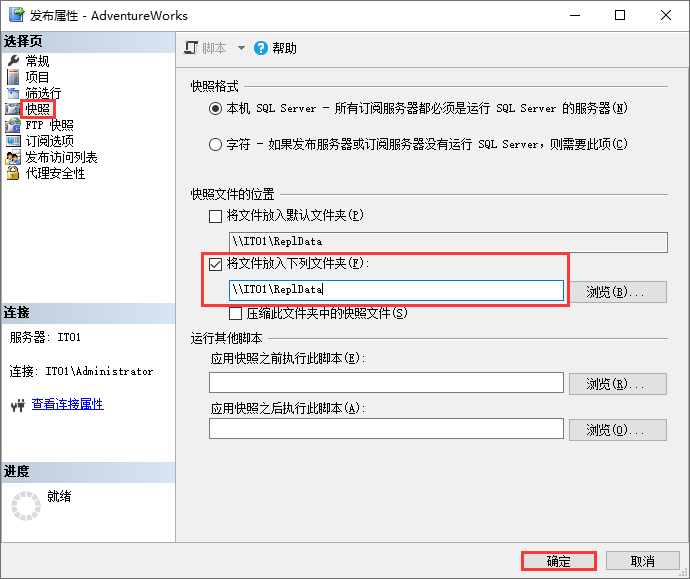 发布属性 - AdventureWorks
选择页
常规
项目
筛选行
快照
FTP 快照
订阅选项
发布访问列表
代理安全性
连接
服务器: IT01
连接: IT01\Administrator
查看连接属性
进度
就绪
脚本 帮助
快照格式
本机 SQL Server - 所有订阅服务器都必须是运行 SQL Server 的服务器(N)
字符 - 如果发布服务器或订阅服务器没有运行 SQL Server，则需要此项(C)
快照文件的位置
将文件放入默认文件夹(P)
\\IT01\ReplData
将文件放入下列文件夹(F):
\\IT01\ReplData 浏览(B)...
压缩此文件夹中的快照文件(S)
运行其他脚本
应用快照之前执行此脚本(E):
浏览(R)...
应用快照之后执行此脚本(A):
浏览(O)...
确定 取消